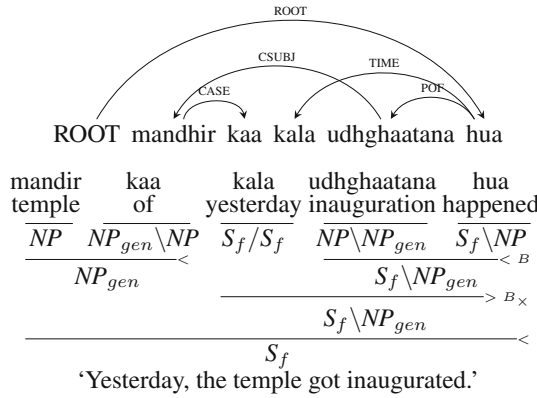 ROOT
CSUBJ TIME
CASE POF
ROOT mandhir kaa kala udhghaatana hua
mandir kaa kala udhghaatana hua
temple of yesterday inauguration happened
NP NP_gen\NP S_f/S_f NP\NP_gen S_f\NP
NP_gen < S_f\NP_gen < B
S_f\NP_gen > B×
S_f <
‘Yesterday, the temple got inaugurated.’